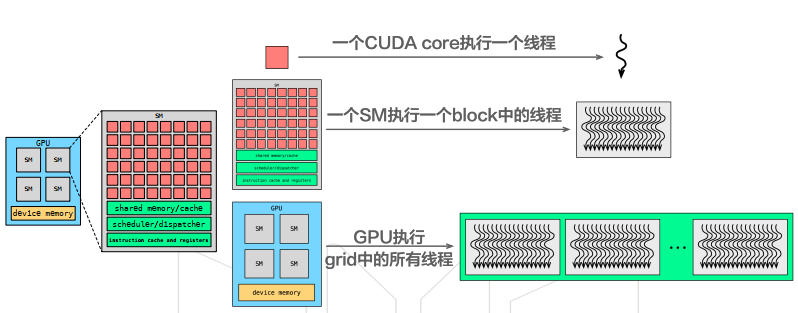 一个CUDA core执行一个线程
SM
一个SM执行一个block中的线程
shared memory/cache
scheduler/d1spatcher
instruction cache and registers
GPU
SM SM
SM SM
dev1ce memory
SM
shared memory/cache
scheduler/d1spatcher
instruction cache and registers
GPU
SM SM
SM SM
device memory
GPU执行
grid中的所有线程
...